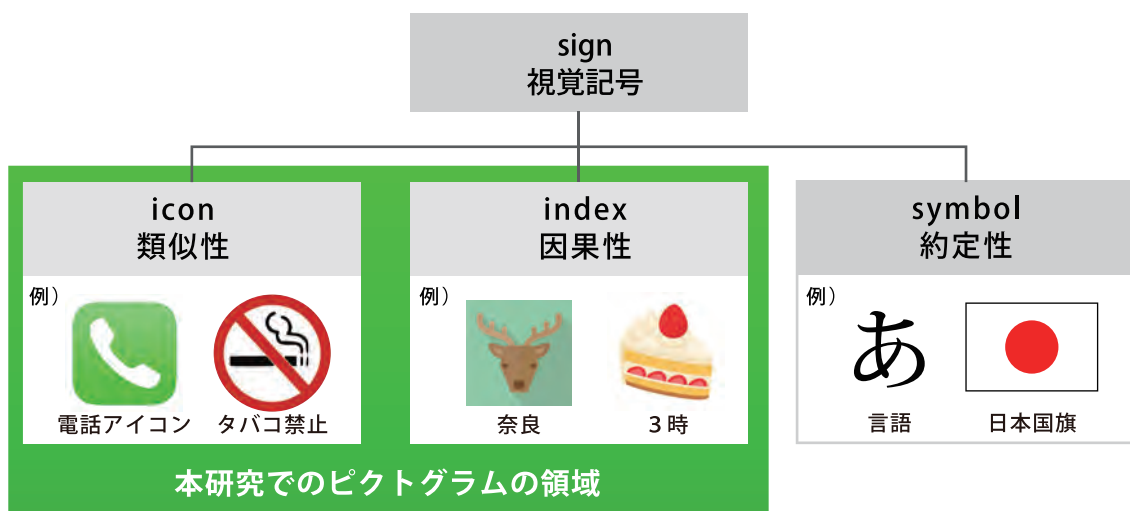 sign
視覚記号
icon
類似性
例）
電話アイコン
タバコ禁止
index
因果性
例）
奈良
3時
symbol
約定性
例）
あ
言語
日本国旗
本研究でのピクトグラムの領域